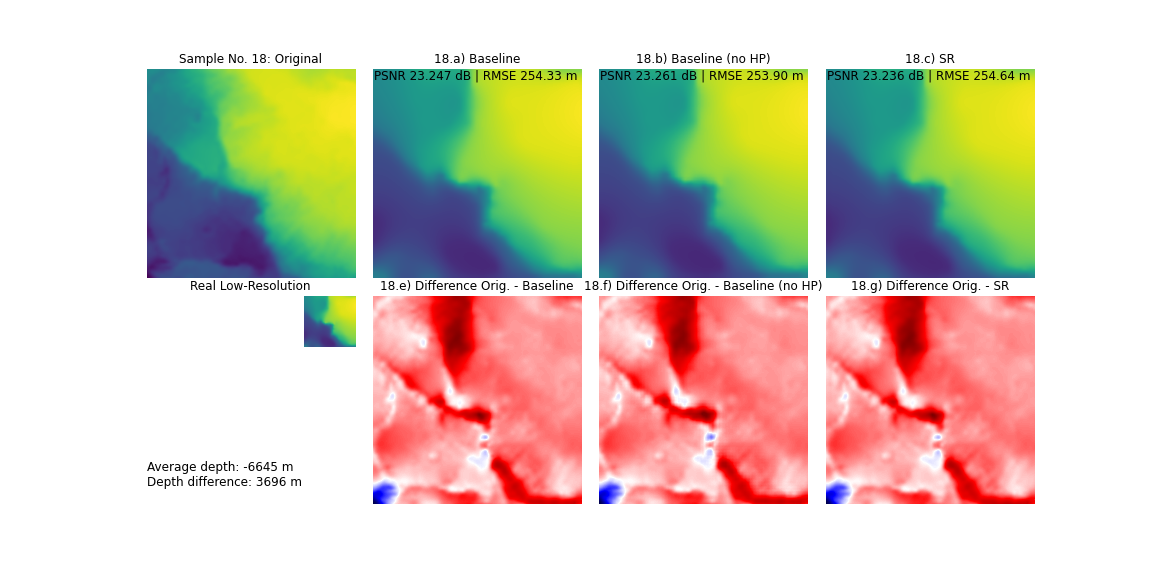 Sample No. 18: Original
18.a) Baseline
18.b) Baseline (no HP)
18.c) SR
PSNR 23.247 dB | RMSE 254.33 m
PSNR 23.261 dB | RMSE 253.90 m
PSNR 23.236 dB | RMSE 254.64 m
Real Low-Resolution
18.e) Difference Orig. - Baseline
18.f) Difference Orig. - Baseline (no HP)
18.g) Difference Orig. - SR
Average depth: -6645 m
Depth difference: 3696 m